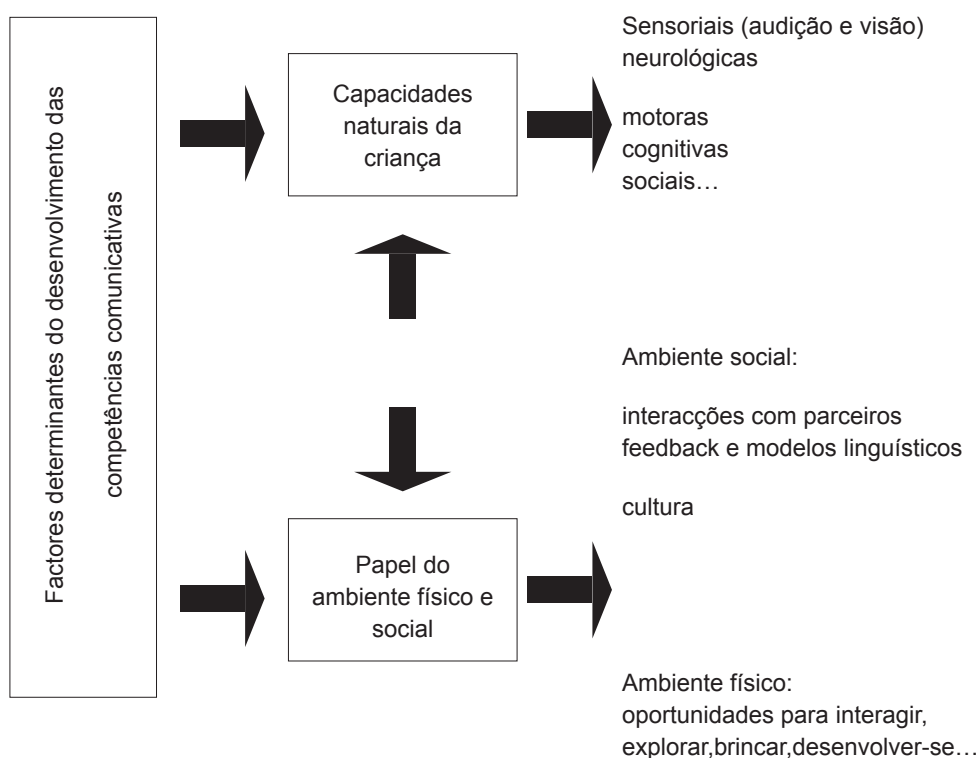 Factores determinantes do desenvolvimento das
competências comunicativas
Capacidades
naturais da
criança
Sensoriais (audição e visão)
neurológicas
motoras
cognitivas
sociais…
Papel do
ambiente físico e
social
Ambiente social:
interacções com parceiros
feedback e modelos linguísticos
cultura
Ambiente físico:
oportunidades para interagir,
explorar,brincar,desenvolver-se…